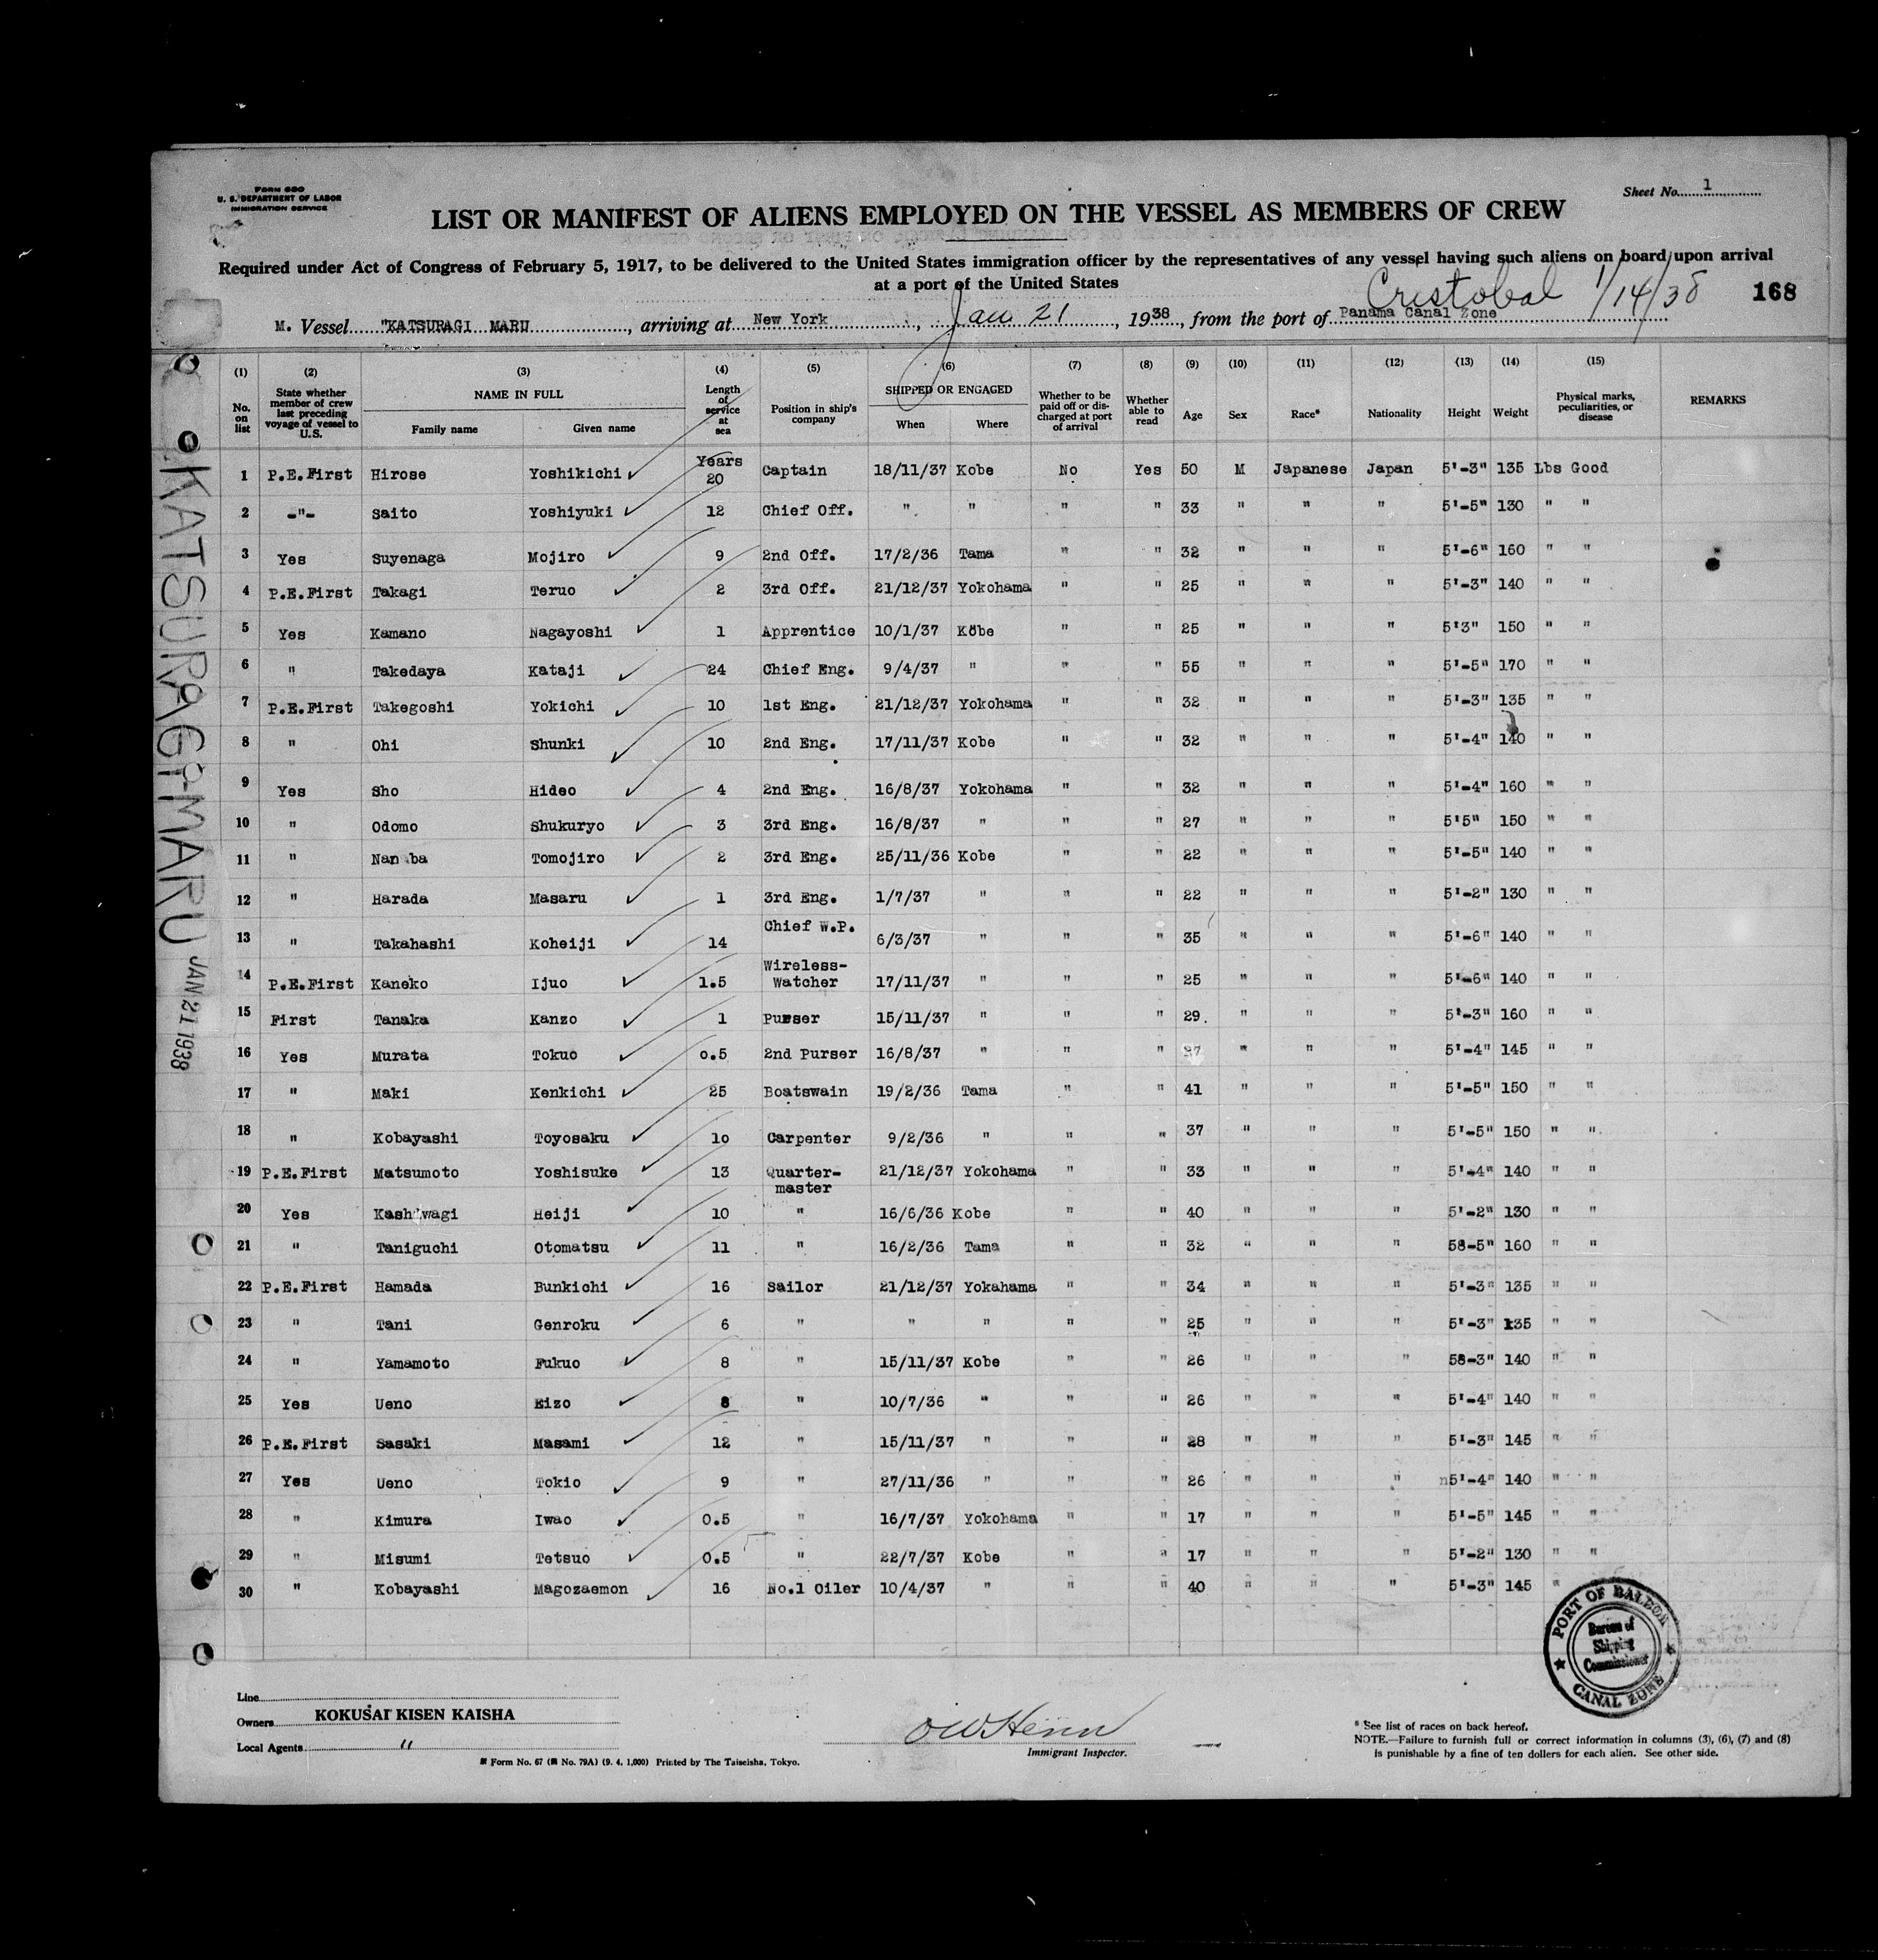 FORM 680
U. S. DEPARTMENT OF LABOR
IMMIGRATION SERVICE
Sheet No. 1
LIST OR MANIFEST OF ALIENS EMPLOYED ON THE VESSEL AS MEMBERS OF CREW
Required under Act of Congress of February 5, 1917, to be delivered to the United States immigration officer by the representatives of any vessel having such aliens on board upon arrival
at a port of the United States
Cristobal 1/14/38
168
M. Vessel "KATSURAGI MARU, arriving at New York, Jan 21, 1938, from the port of Panama Canal Zone
(1) (2) (3) (4) (5) (6) (7) (8) (9) (10) (11) (12) (13) (14) (15)
No. on list | State whether member of crew last preceding voyage of vessel to U.S. | NAME IN FULL Family name Given name | Length of service at sea | Position in ship's company | SHIPPED OR ENGAGED When Where | Whether to be paid off or discharged at port of arrival | Whether able to read | Age | Sex | Race* | Nationality | Height | Weight | Physical marks, peculiarities, or disease | REMARKS
1 P.E.First Hirose Yoshikichi Years 20 Captain 18/11/37 Kobe No Yes 50 M Japanese Japan 5'-3" 135 Lbs Good
2 -"- Saito Yoshiyuki 12 Chief Off. " " " " 33 " " " 5'-5" 130 " "
3 Yes Suyenaga Mojiro 9 2nd Off. 17/2/36 Tama " " 32 " " " 5'-6" 160 " "
4 P.E.First Takagi Teruo 2 3rd Off. 21/12/37 Yokohama " " 25 " " " 5'-3" 140 " "
5 Yes Kamano Nagayoshi 1 Apprentice 10/1/37 Kobe " " 25 " " " 5'3" 150 " "
6 " Takedaya Kataji 24 Chief Eng. 9/4/37 " " " 55 " " " 5'-5" 170 " "
7 P.E.First Takegoshi Yokichi 10 1st Eng. 21/12/37 Yokohama " " 32 " " " 5'-3" 135 " "
8 " Ohi Shunki 10 2nd Eng. 17/11/37 Kobe " " 32 " " " 5'-4" 140 " "
9 Yes Sho Hideo 4 2nd Eng. 16/8/37 Yokohama " " 32 " " " 5'-4" 160 " "
10 " Odomo Shukuryo 3 3rd Eng. 16/8/37 " " " 27 " " " 5'5" 150 " "
11 " Nanaba Tomojiro 2 3rd Eng. 25/11/36 Kobe " " 22 " " " 5'-5" 140 " "
12 " Harada Masaru 1 3rd Eng. 1/7/37 " " " 22 " " " 5'-2" 130 " "
13 " Takahashi Koheiji 14 Chief W.P. 6/3/37 " " " 35 " " " 5'-6" 140 " "
14 P.E.First Kaneko Ijuo 1.5 Wireless-Watcher 17/11/37 " " " 25 " " " 5'-6" 140 " "
15 First Tanaka Kanzo 1 Purser 15/11/37 " " " 29. " " " 5'-3" 160 " "
16 Yes Murata Tokuo 0.5 2nd Purser 16/8/37 " " " " " " 5'-4" 145 " "
17 " Maki Kenkichi 25 Boatswain 19/2/36 Tama " " 41 " " " 5'-5" 150 " "
18 " Kobayashi Toyosaku 10 Carpenter 9/2/36 " " " 37 " " " 5'-5" 150 " "
19 P.E.First Matsumoto Yoshisuke 13 Quarter-master 21/12/37 Yokohama " " 33 " " " 5'-4" 140 " "
20 Yes Kashiwagi Heiji 10 " 16/6/36 Kobe " " 40 " " " 5'-2" 130 " "
21 " Taniguchi Otomatsu 11 " 16/2/36 Tama " " 32 " " " 58-5" 160 " "
22 P.E.First Hamada Bunkichi 16 Sailor 21/12/37 Yokahama " " 34 " " " 5'-3" 135 " "
23 " Tani Genroku 6 " " " " " 25 " " " 5'-3" 135 " "
24 " Yamamoto Fukuo 8 " 15/11/37 Kobe " " 26 " " " 58-3" 140 " "
25 Yes Ueno Eizo 8 " 10/7/36 " " " 26 " " " 5'-4" 140 " "
26 P.E.First Sasaki Masami 12 " 15/11/37 " " " 28 " " " 5'-3" 145 " "
27 Yes Ueno Tokio 9 " 27/11/36 " " " 26 " " " 5'-4" 140 " "
28 " Kimura Iwao 0.5 " 16/7/37 Yokohama " " 17 " " " 5'-5" 145 " "
29 " Misumi Tetsuo 0.5 " 22/7/37 Kobe " " 17 " " " 5'-2" 130 " "
30 " Kobayashi Magozaemon 16 No.1 Oiler 10/4/37 " " " 40 " " " 5'-3" 145 "
KATSURAGI-MARU
JAN 21 1938
PORT OF BALBOA
Bureau of
Shipping
Commissioner
CANAL ZONE
Line
Owners KOKUSAI KISEN KAISHA
Local Agents "
Immigrant Inspector.
Form No. 67 (No. 79A) (9. 4. 1,000) Printed by The Taiseisha, Tokyo.
* See list of races on back hereof.
NOTE.—Failure to furnish full or correct information in columns (3), (6), (7) and (8)
is punishable by a fine of ten dollars for each alien. See other side.